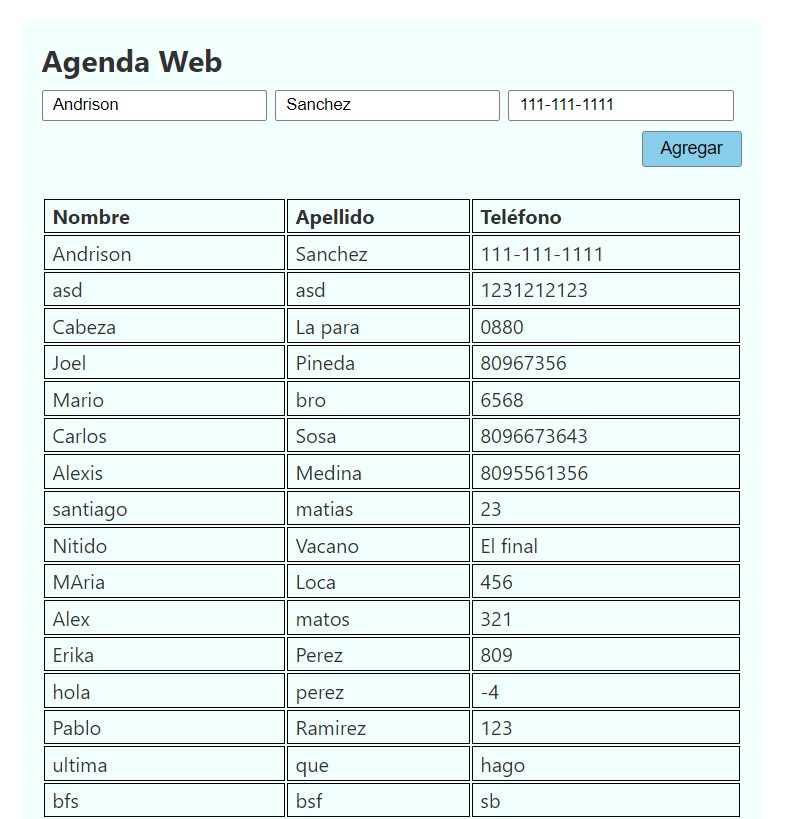 Agenda Web
Andrison Sanchez 111-111-1111
Agregar
Nombre Apellido Teléfono
Andrison Sanchez 111-111-1111
asd asd 1231212123
Cabeza La para 0880
Joel Pineda 80967356
Mario bro 6568
Carlos Sosa 8096673643
Alexis Medina 8095561356
santiago matias 23
Nitido Vacano El final
MAria Loca 456
Alex matos 321
Erika Perez 809
hola perez -4
Pablo Ramirez 123
ultima que hago
bfs bsf sb